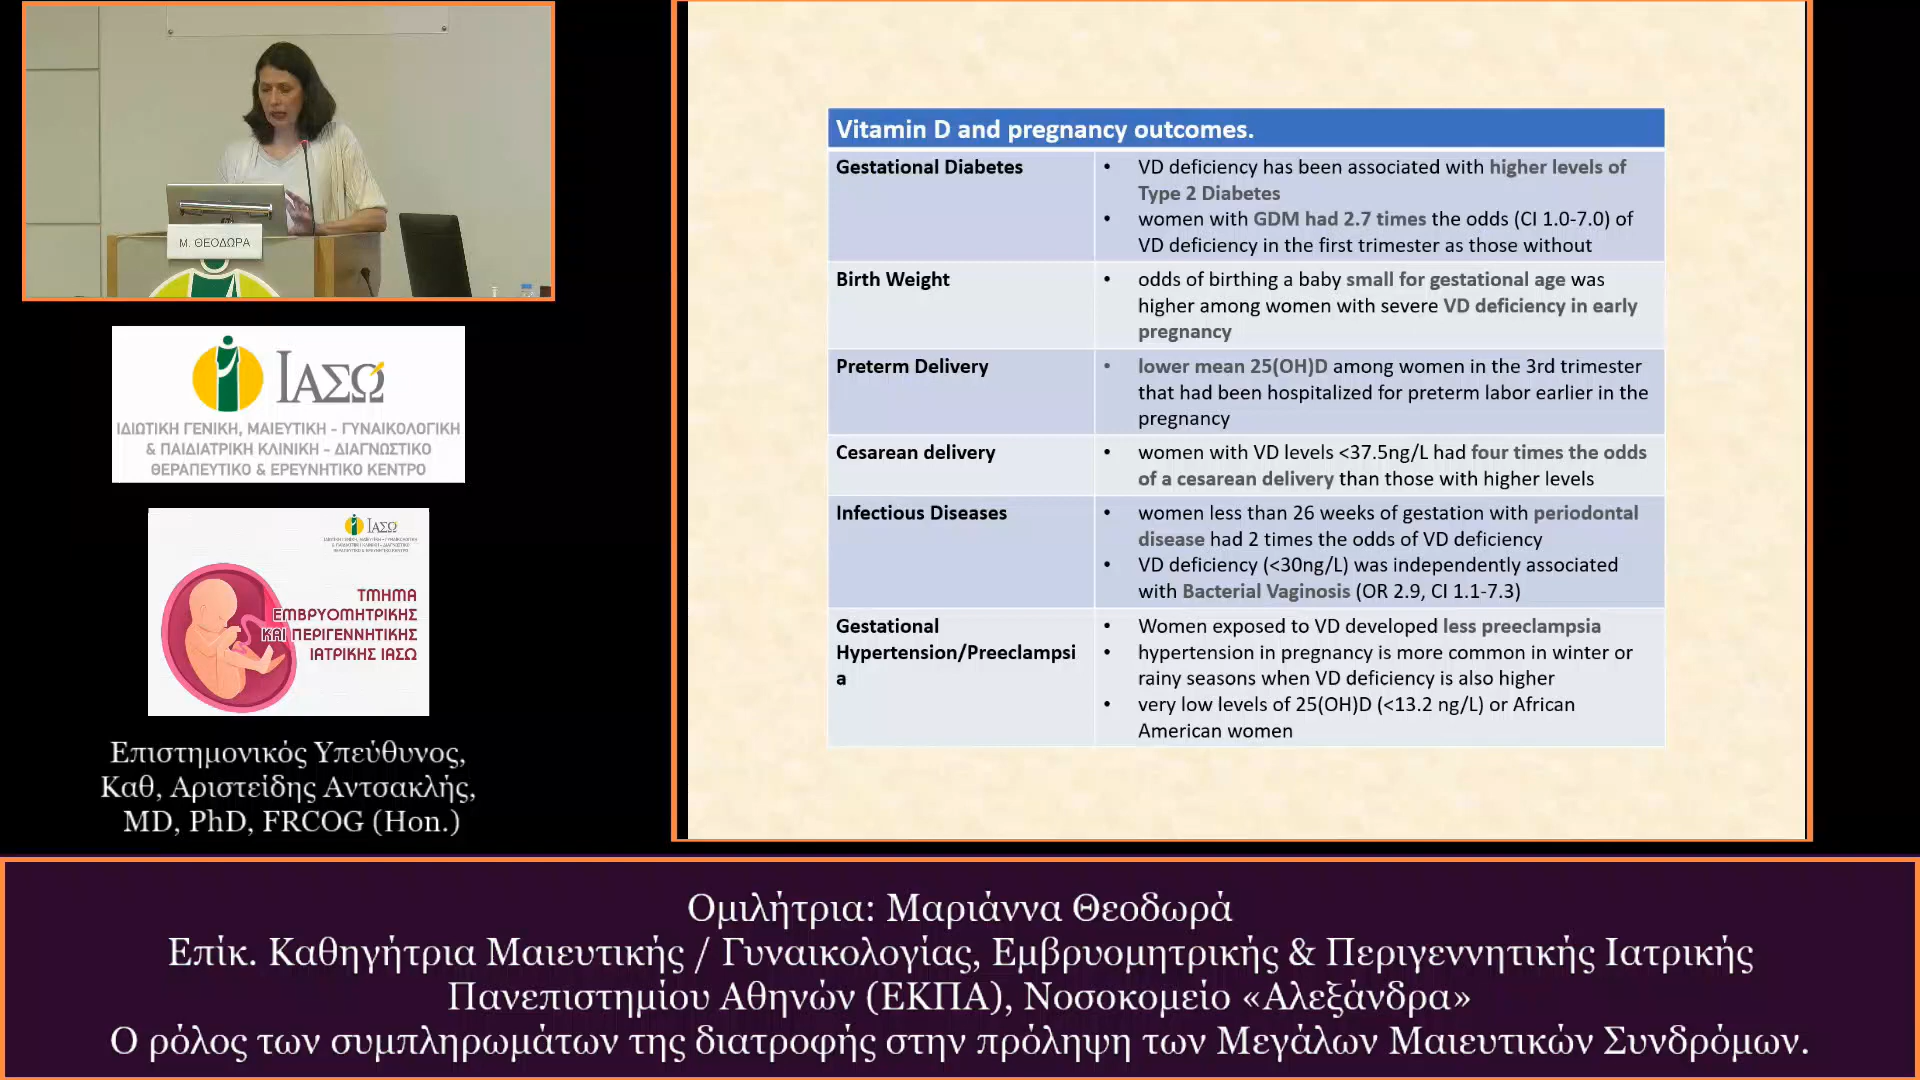 Μ. ΘΕΟΔΩΡΑ
ΙΑΣΩ
ΙΔΙΩΤΙΚΗ ΓΕΝΙΚΗ, ΜΑΙΕΥΤΙΚΗ - ΓΥΝΑΙΚΟΛΟΓΙΚΗ
& ΠΑΙΔΙΑΤΡΙΚΗ ΚΛΙΝΙΚΗ - ΔΙΑΓΝΩΣΤΙΚΟ
ΘΕΡΑΠΕΥΤΙΚΟ & ΕΡΕΥΝΗΤΙΚΟ ΚΕΝΤΡΟ
ΙΑΣΩ
ΙΔΙΩΤΙΚΗ ΓΕΝΙΚΗ, ΜΑΙΕΥΤΙΚΗ - ΓΥΝΑΙΚΟΛΟΓΙΚΗ
& ΠΑΙΔΙΑΤΡΙΚΗ ΚΛΙΝΙΚΗ - ΔΙΑΓΝΩΣΤΙΚΟ
ΘΕΡΑΠΕΥΤΙΚΟ & ΕΡΕΥΝΗΤΙΚΟ ΚΕΝΤΡΟ
ΤΜΗΜΑ
ΕΜΒΡΥΟΜΗΤΡΙΚΗΣ
ΚΑΙ ΠΕΡΙΓΕΝΝΗΤΙΚΗΣ
ΙΑΤΡΙΚΗΣ ΙΑΣΩ
Επιστημονικός Υπεύθυνος,
Καθ, Αριστείδης Αντσακλής,
MD, PhD, FRCOG (Hon.)
Vitamin D and pregnancy outcomes.
Gestational Diabetes
• VD deficiency has been associated with higher levels of
Type 2 Diabetes
• women with GDM had 2.7 times the odds (CI 1.0-7.0) of
VD deficiency in the first trimester as those without
Birth Weight
• odds of birthing a baby small for gestational age was
higher among women with severe VD deficiency in early
pregnancy
Preterm Delivery
• lower mean 25(OH)D among women in the 3rd trimester
that had been hospitalized for preterm labor earlier in the
pregnancy
Cesarean delivery
• women with VD levels <37.5ng/L had four times the odds
of a cesarean delivery than those with higher levels
Infectious Diseases
• women less than 26 weeks of gestation with periodontal
disease had 2 times the odds of VD deficiency
• VD deficiency (<30ng/L) was independently associated
with Bacterial Vaginosis (OR 2.9, CI 1.1-7.3)
Gestational
Hypertension/Preeclampsi
a
• Women exposed to VD developed less preeclampsia
• hypertension in pregnancy is more common in winter or
rainy seasons when VD deficiency is also higher
• very low levels of 25(OH)D (<13.2 ng/L) or African
American women
Ομιλήτρια: Μαριάννα Θεοδωρά
Επίκ. Καθηγήτρια Μαιευτικής / Γυναικολογίας, Εμβρυομητρικής & Περιγεννητικής Ιατρικής
Πανεπιστημίου Αθηνών (ΕΚΠΑ), Νοσοκομείο «Αλεξάνδρα»
Ο ρόλος των συμπληρωμάτων της διατροφής στην πρόληψη των Μεγάλων Μαιευτικών Συνδρόμων.